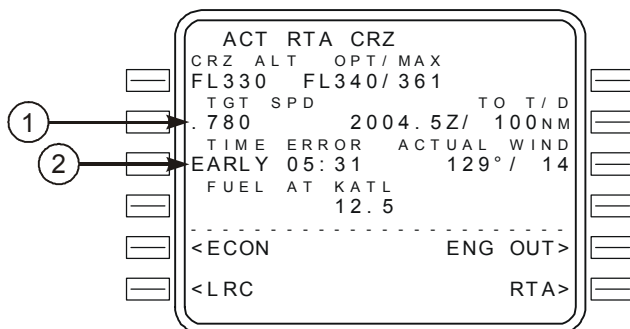 ACT RTA CRZ
CRZ ALT OPT/MAX
FL330 FL340/361
TGT SPD TO T/D
1 .780 2004.5Z/ 100NM
TIME ERROR ACTUAL WIND
2 EARLY 05:31 129°/ 14
FUEL AT KATL
12.5
------------------------
<ECON ENG OUT>
<LRC RTA>